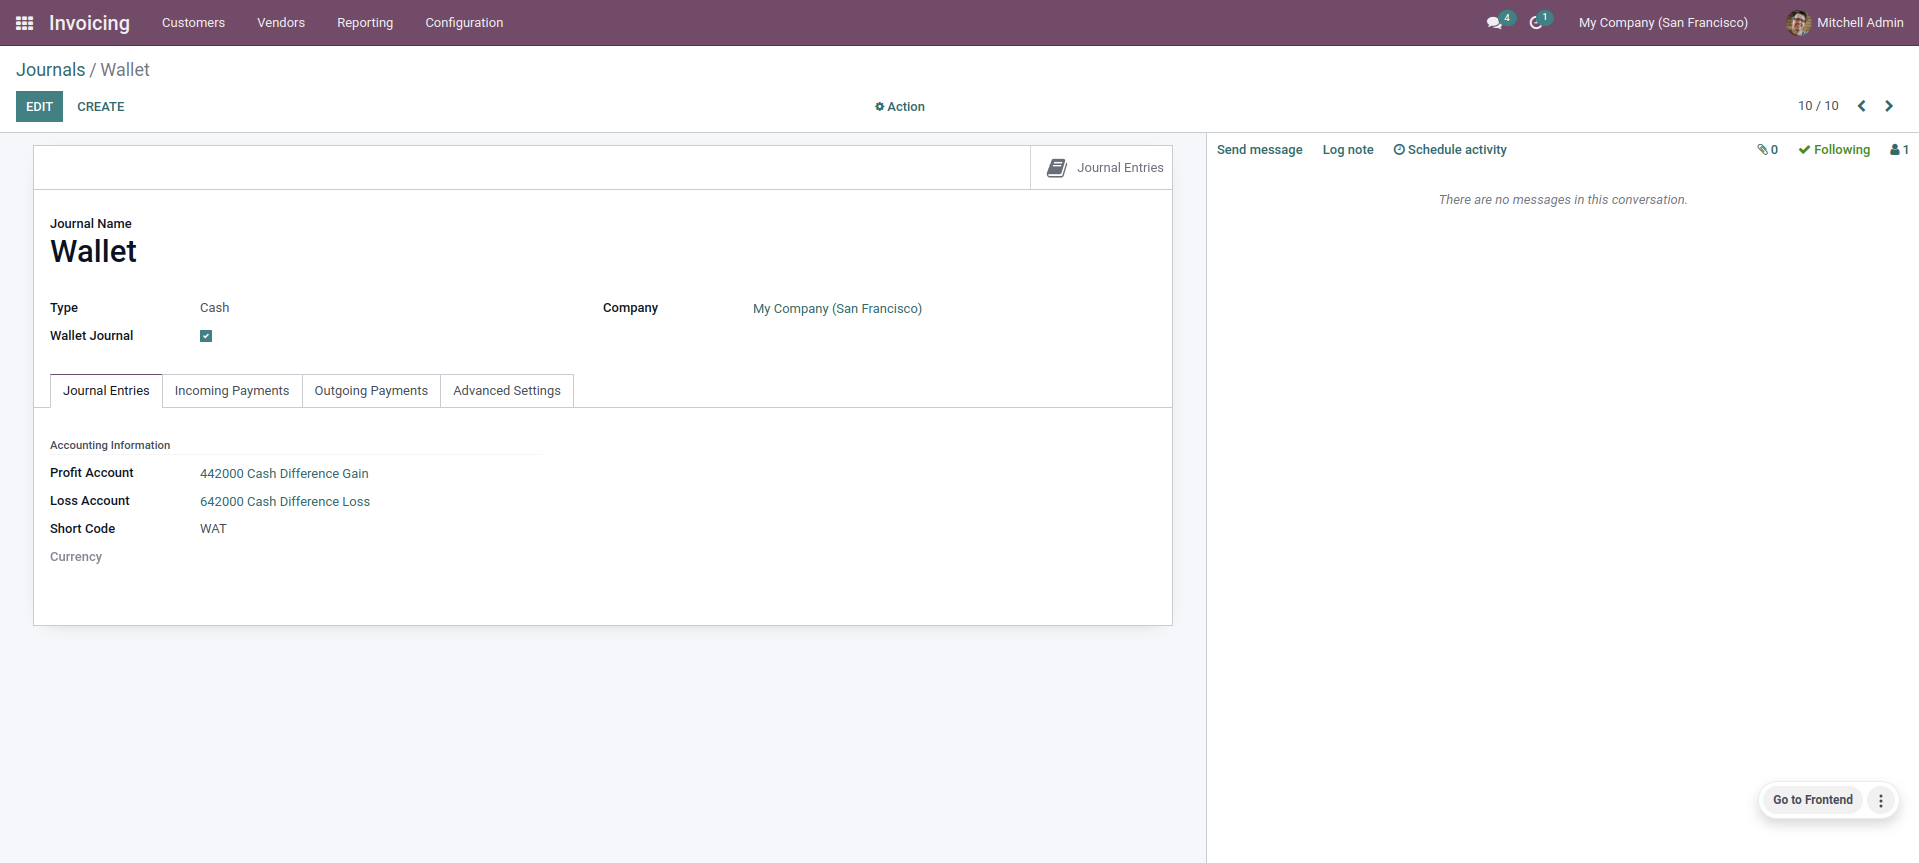 Invoicing Customers Vendors Reporting Configuration 4 1 My Company (San Francisco) Mitchell Admin
Journals / Wallet
EDIT CREATE Action 10 / 10
Journal Entries
Send message Log note Schedule activity 0 Following 1
There are no messages in this conversation.
Journal Name
Wallet
Type Cash Company My Company (San Francisco)
Wallet Journal
Journal Entries Incoming Payments Outgoing Payments Advanced Settings
Accounting Information
Profit Account 442000 Cash Difference Gain
Loss Account 642000 Cash Difference Loss
Short Code WAT
Currency
Go to Frontend